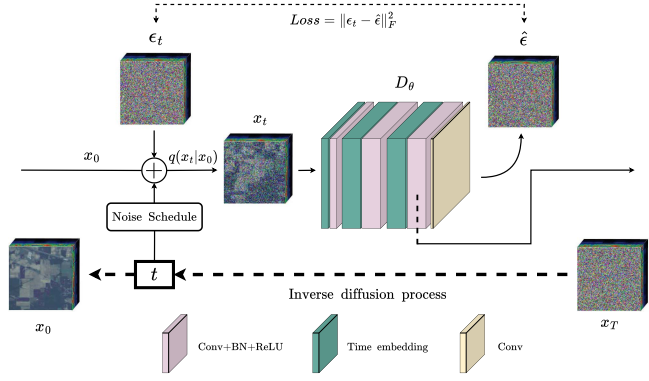 Loss = ‖ϵ_t − ϵ̂‖²_F
ϵ_t
ϵ̂
D_θ
x_t
x_0
q(x_t|x_0)
+
Noise Schedule
t
Inverse diffusion process
x_0
x_T
Conv+BN+ReLU
Time embedding
Conv